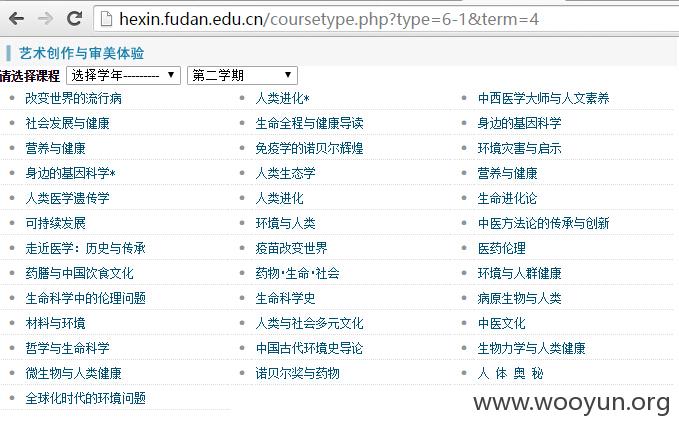 hexin.fudan.edu.cn/coursetype.php?type=6-1&term=4
艺术创作与审美体验
请选择课程 选择学年--------- 第二学期
改变世界的流行病 人类进化* 中西医学大师与人文素养
社会发展与健康 生命全程与健康导读 身边的基因科学
营养与健康 免疫学的诺贝尔辉煌 环境灾害与启示
身边的基因科学* 人类生态学 营养与健康
人类医学遗传学 人类进化 生命进化论
可持续发展 环境与人类 中医方法论的传承与创新
走近医学：历史与传承 疫苗改变世界 医药伦理
药膳与中国饮食文化 药物·生命·社会 环境与人群健康
生命科学中的伦理问题 生命科学史 病原生物与人类
材料与环境 人类与社会多元文化 中医文化
哲学与生命科学 中国古代环境史导论 生物力学与人类健康
微生物与人类健康 诺贝尔奖与药物 人 体 奥 秘
全球化时代的环境问题
www.wooyun.org